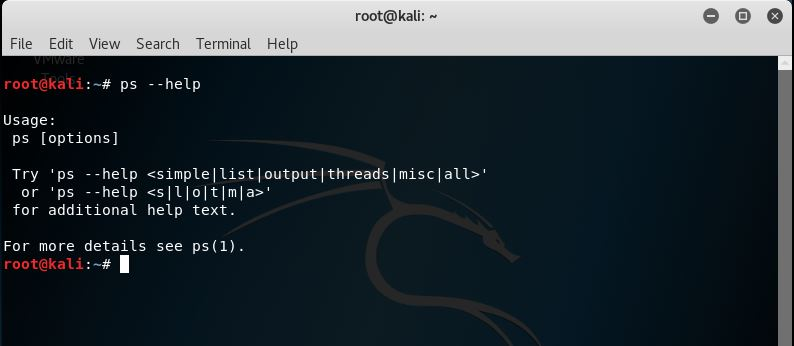 root@kali: ~
File Edit View Search Terminal Help
VMware
Tools
root@kali:~# ps --help
Usage:
 ps [options]
 Try 'ps --help <simple|list|output|threads|misc|all>'
  or 'ps --help <s|l|o|t|m|a>'
 for additional help text.
For more details see ps(1).
root@kali:~#